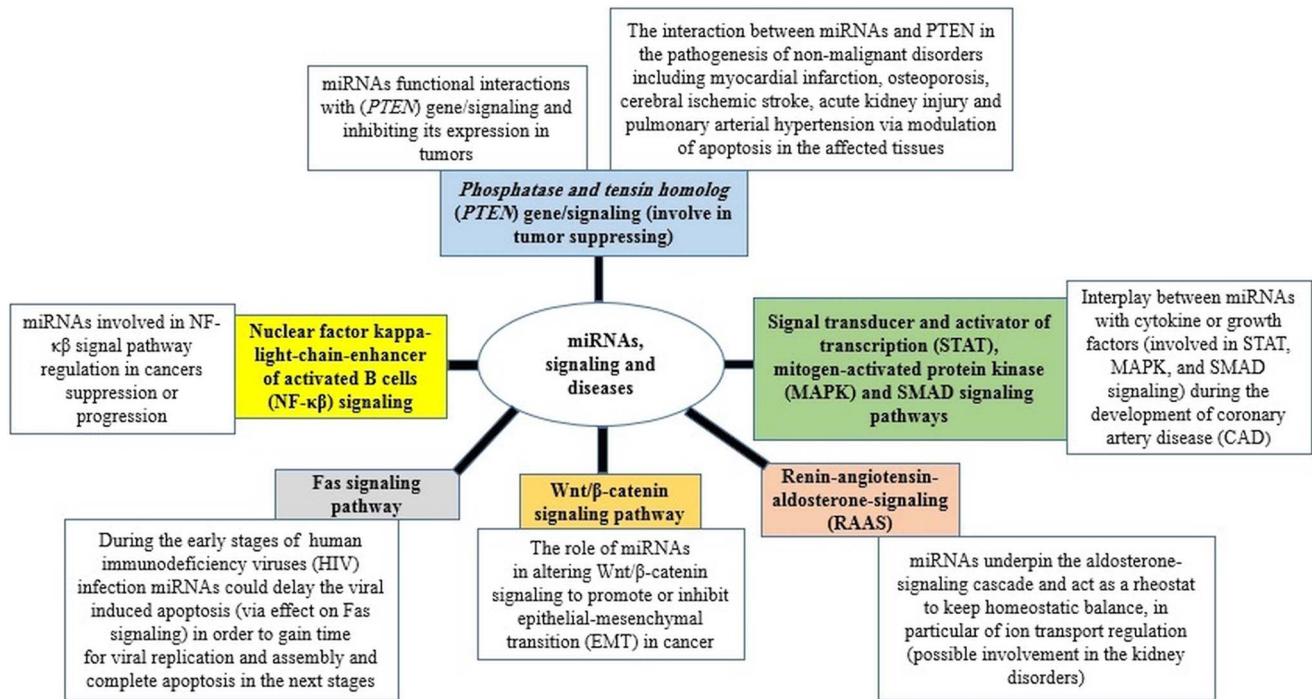 The interaction between miRNAs and PTEN in
the pathogenesis of non-malignant disorders
including myocardial infarction, osteoporosis,
cerebral ischemic stroke, acute kidney injury and
pulmonary arterial hypertension via modulation
of apoptosis in the affected tissues
miRNAs functional interactions
with (PTEN) gene/signaling and
inhibiting its expression in
tumors
Phosphatase and tensin homolog
(PTEN) gene/signaling (involve in
tumor suppressing)
miRNAs involved in NF-
κβ signal pathway
regulation in cancers
suppression or
progression
Nuclear factor kappa-
light-chain-enhancer
of activated B cells
(NF-κβ) signaling
miRNAs,
signaling and
diseases
Signal transducer and activator of
transcription (STAT),
mitogen-activated protein kinase
(MAPK) and SMAD signaling
pathways
Interplay between miRNAs
with cytokine or growth
factors (involved in STAT,
MAPK, and SMAD
signaling) during the
development of coronary
artery disease (CAD)
Fas signaling
pathway
During the early stages of human
immunodeficiency viruses (HIV)
infection miRNAs could delay the viral
induced apoptosis (via effect on Fas
signaling) in order to gain time
for viral replication and assembly and
complete apoptosis in the next stages
Wnt/β-catenin
signaling pathway
The role of miRNAs
in altering Wnt/β-catenin
signaling to promote or inhibit
epithelial-mesenchymal
transition (EMT) in cancer
Renin-angiotensin-
aldosterone-signaling
(RAAS)
miRNAs underpin the aldosterone-
signaling cascade and act as a rheostat
to keep homeostatic balance, in
particular of ion transport regulation
(possible involvement in the kidney
disorders)